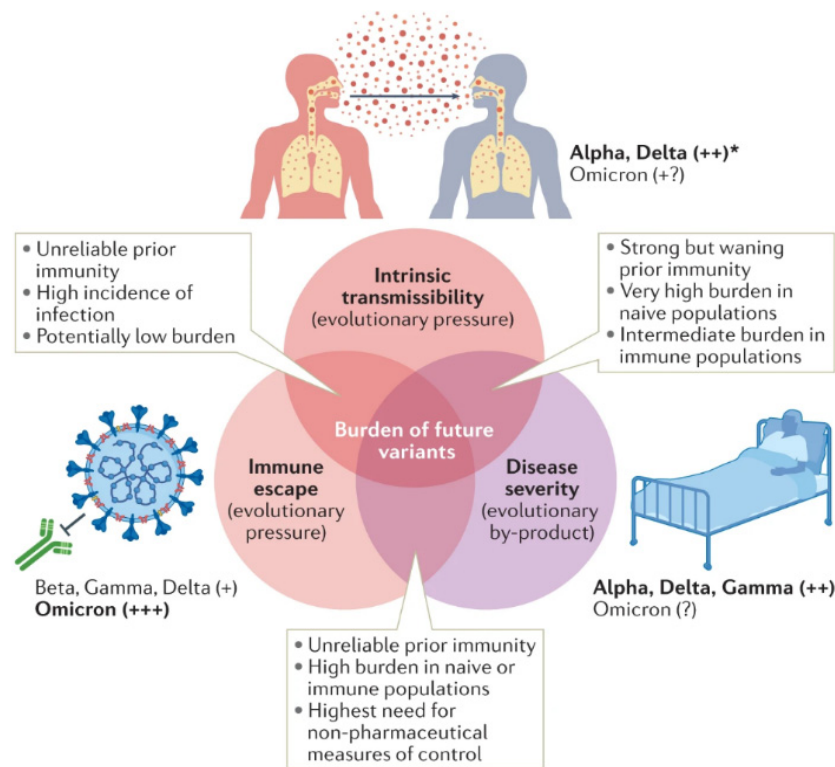 Alpha, Delta (++)*
Omicron (+?)
• Unreliable prior
immunity
• High incidence of
infection
• Potentially low burden
Intrinsic
transmissibility
(evolutionary pressure)
• Strong but waning
prior immunity
• Very high burden in
naive populations
• Intermediate burden in
immune populations
Burden of future
variants
Immune
escape
(evolutionary
pressure)
Disease
severity
(evolutionary
by-product)
Beta, Gamma, Delta (+)
Omicron (+++)
Alpha, Delta, Gamma (++)
Omicron (?)
• Unreliable prior immunity
• High burden in naive or
immune populations
• Highest need for
non-pharmaceutical
measures of control